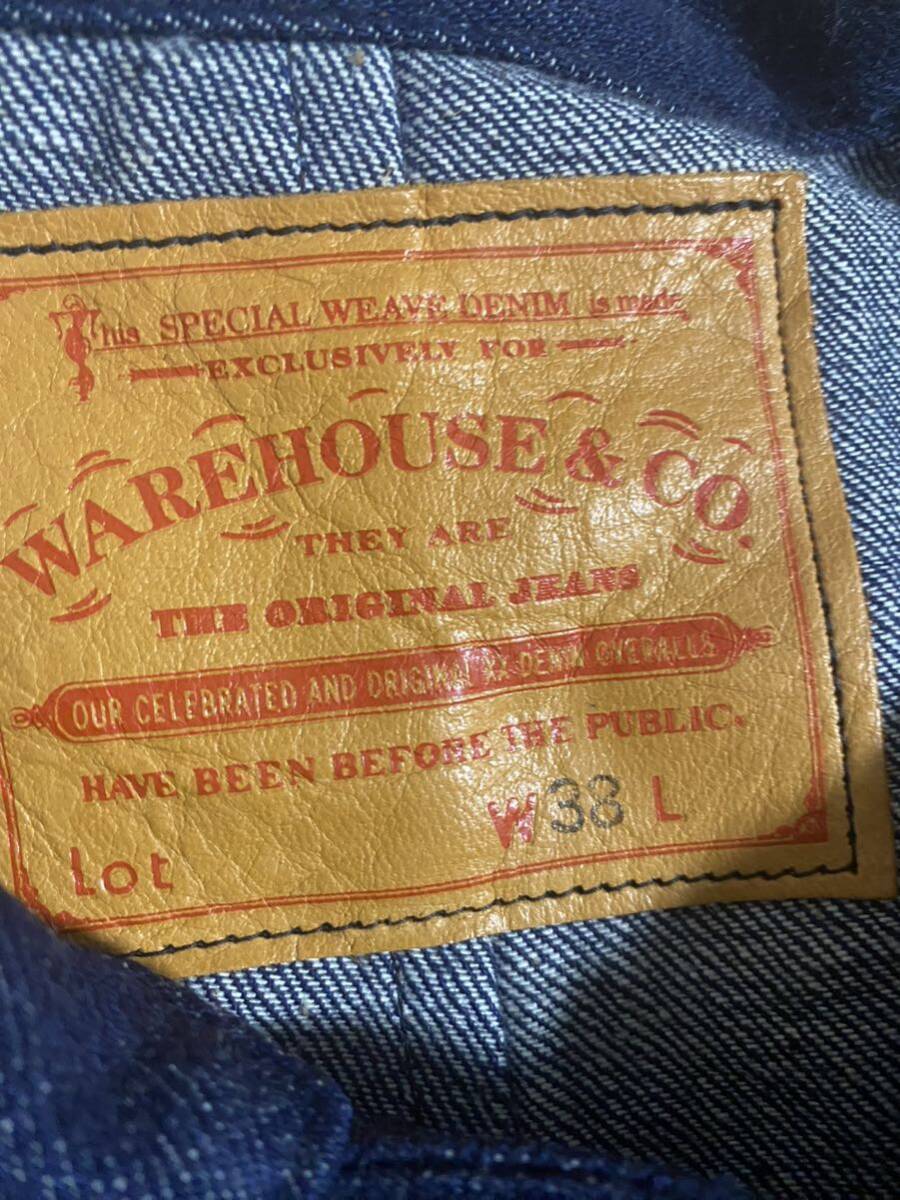 This SPECIAL WEAVE DENIM is made
EXCLUSIVELY FOR
WAREHOUSE & CO.
THEY ARE
THE ORIGINAL JEANS
OUR CELEBRATED AND ORIGINAL XX DENIM OVERALLS
HAVE BEEN BEFORE THE PUBLIC.
W 38 L
Lot